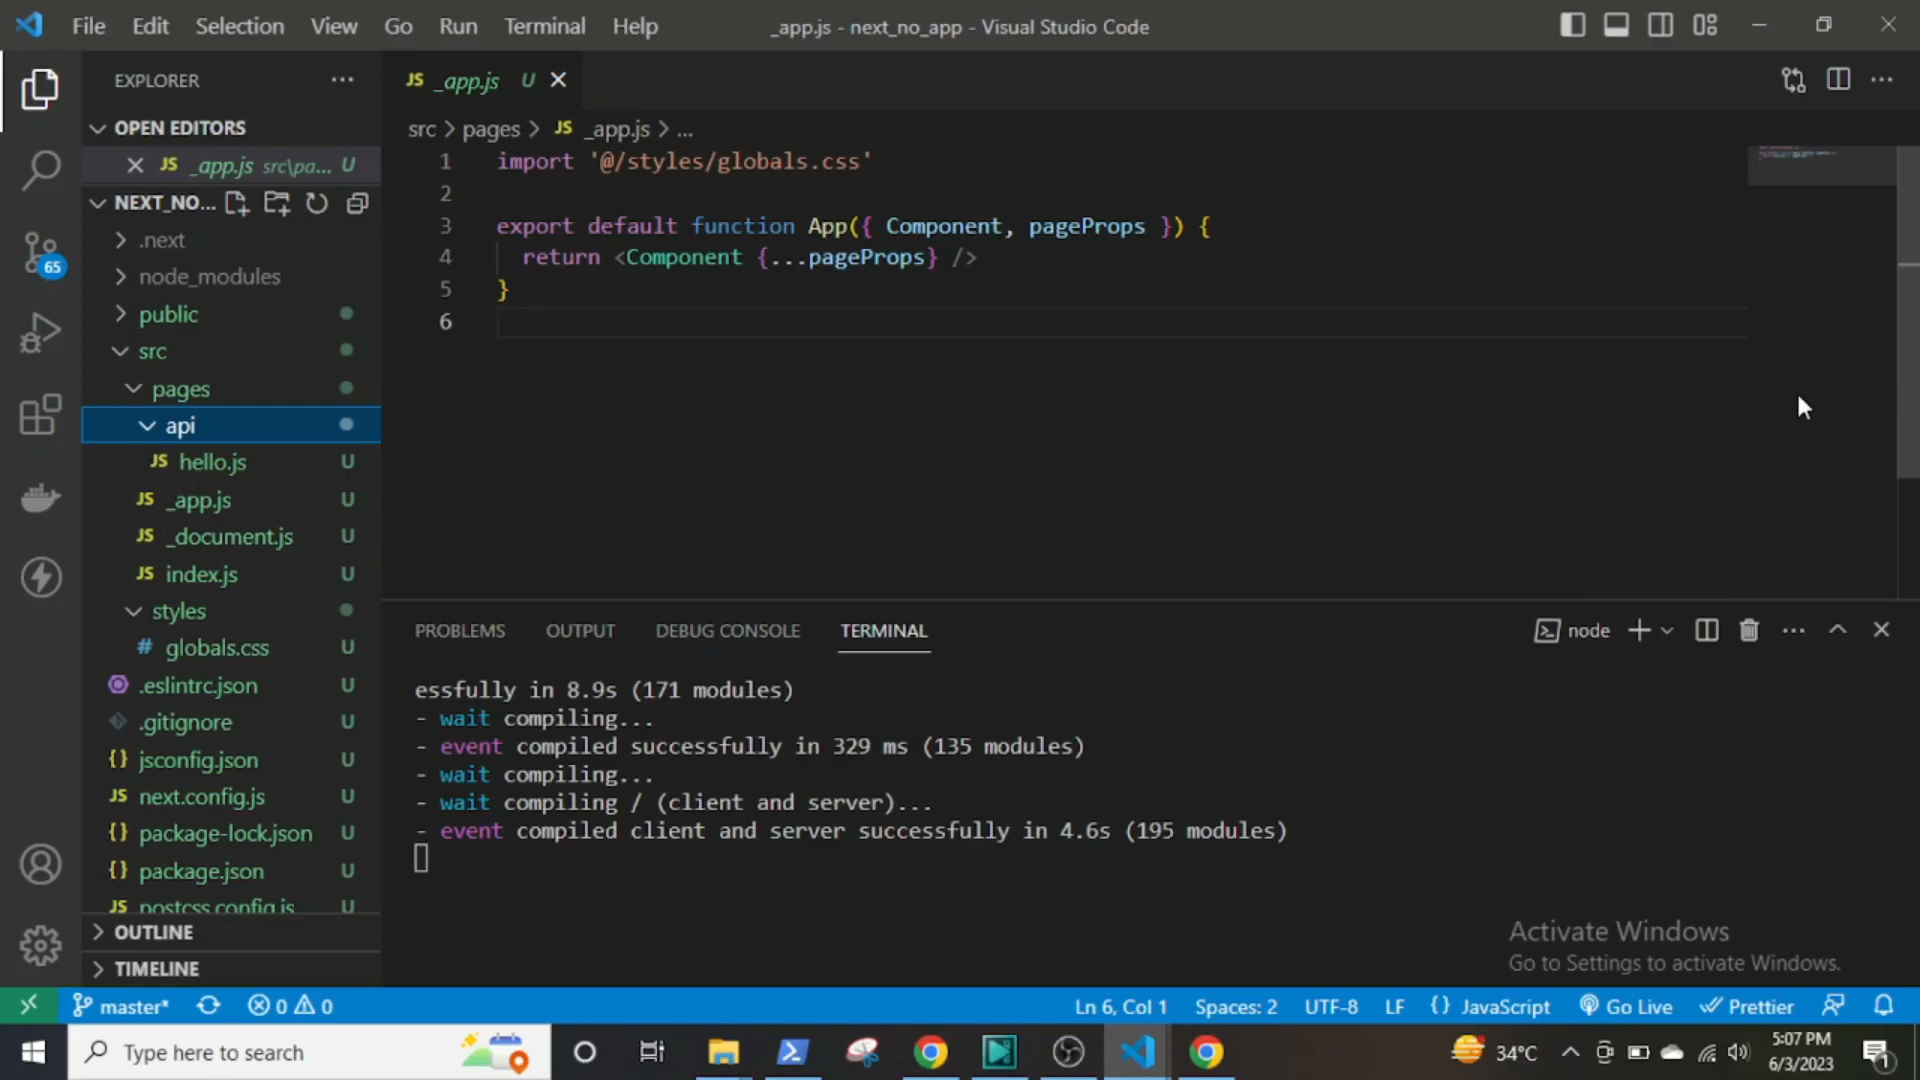 File Edit Selection View Go Run Terminal Help _app.js - next_no_app - Visual Studio Code
EXPLORER
OPEN EDITORS
JS _app.js src\pa... U
NEXT_NO...
.next
node_modules
public
src
pages
api
JS hello.js U
JS _app.js U
JS _document.js U
JS index.js U
styles
# globals.css U
.eslintrc.json U
.gitignore U
{} jsconfig.json U
JS next.config.js U
{} package-lock.json U
{} package.json U
JS postcss.config.js U
OUTLINE
TIMELINE
JS _app.js U
src > pages > JS _app.js > ...
1 import '@/styles/globals.css'
2
3 export default function App({ Component, pageProps }) {
4 return <Component {...pageProps} />
5 }
6
PROBLEMS OUTPUT DEBUG CONSOLE TERMINAL node
essfully in 8.9s (171 modules)
- wait compiling...
- event compiled successfully in 329 ms (135 modules)
- wait compiling...
- wait compiling / (client and server)...
- event compiled client and server successfully in 4.6s (195 modules)
Activate Windows
Go to Settings to activate Windows.
65
master* 0 0 Ln 6, Col 1 Spaces: 2 UTF-8 LF {} JavaScript Go Live Prettier
Type here to search 34°C 5:07 PM
6/3/2023
1